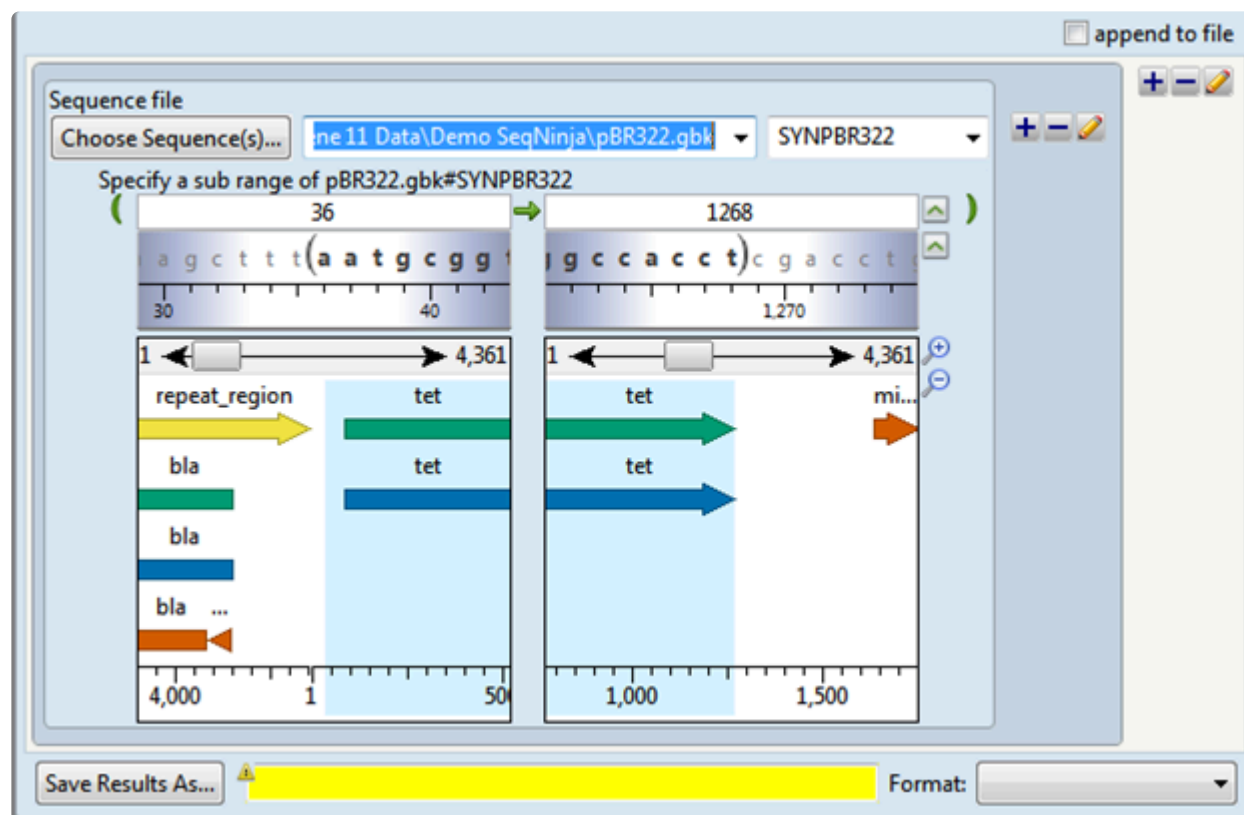 append to file
Sequence file
Choose Sequence(s)... ene 11 Data\Demo SeqNinja\pBR322.gbk SYNPBR322
Specify a sub range of pBR322.gbk#SYNPBR322
( 36 1268 )
a g c t t t ( a a t g c g g t g g c c a c c t ) c g a c c t g
30 40 1,270
1 4,361 1 4,361
repeat_region tet tet mi...
bla tet tet
bla
bla ...
4,000 1 500 1,000 1,500
Save Results As... Format: